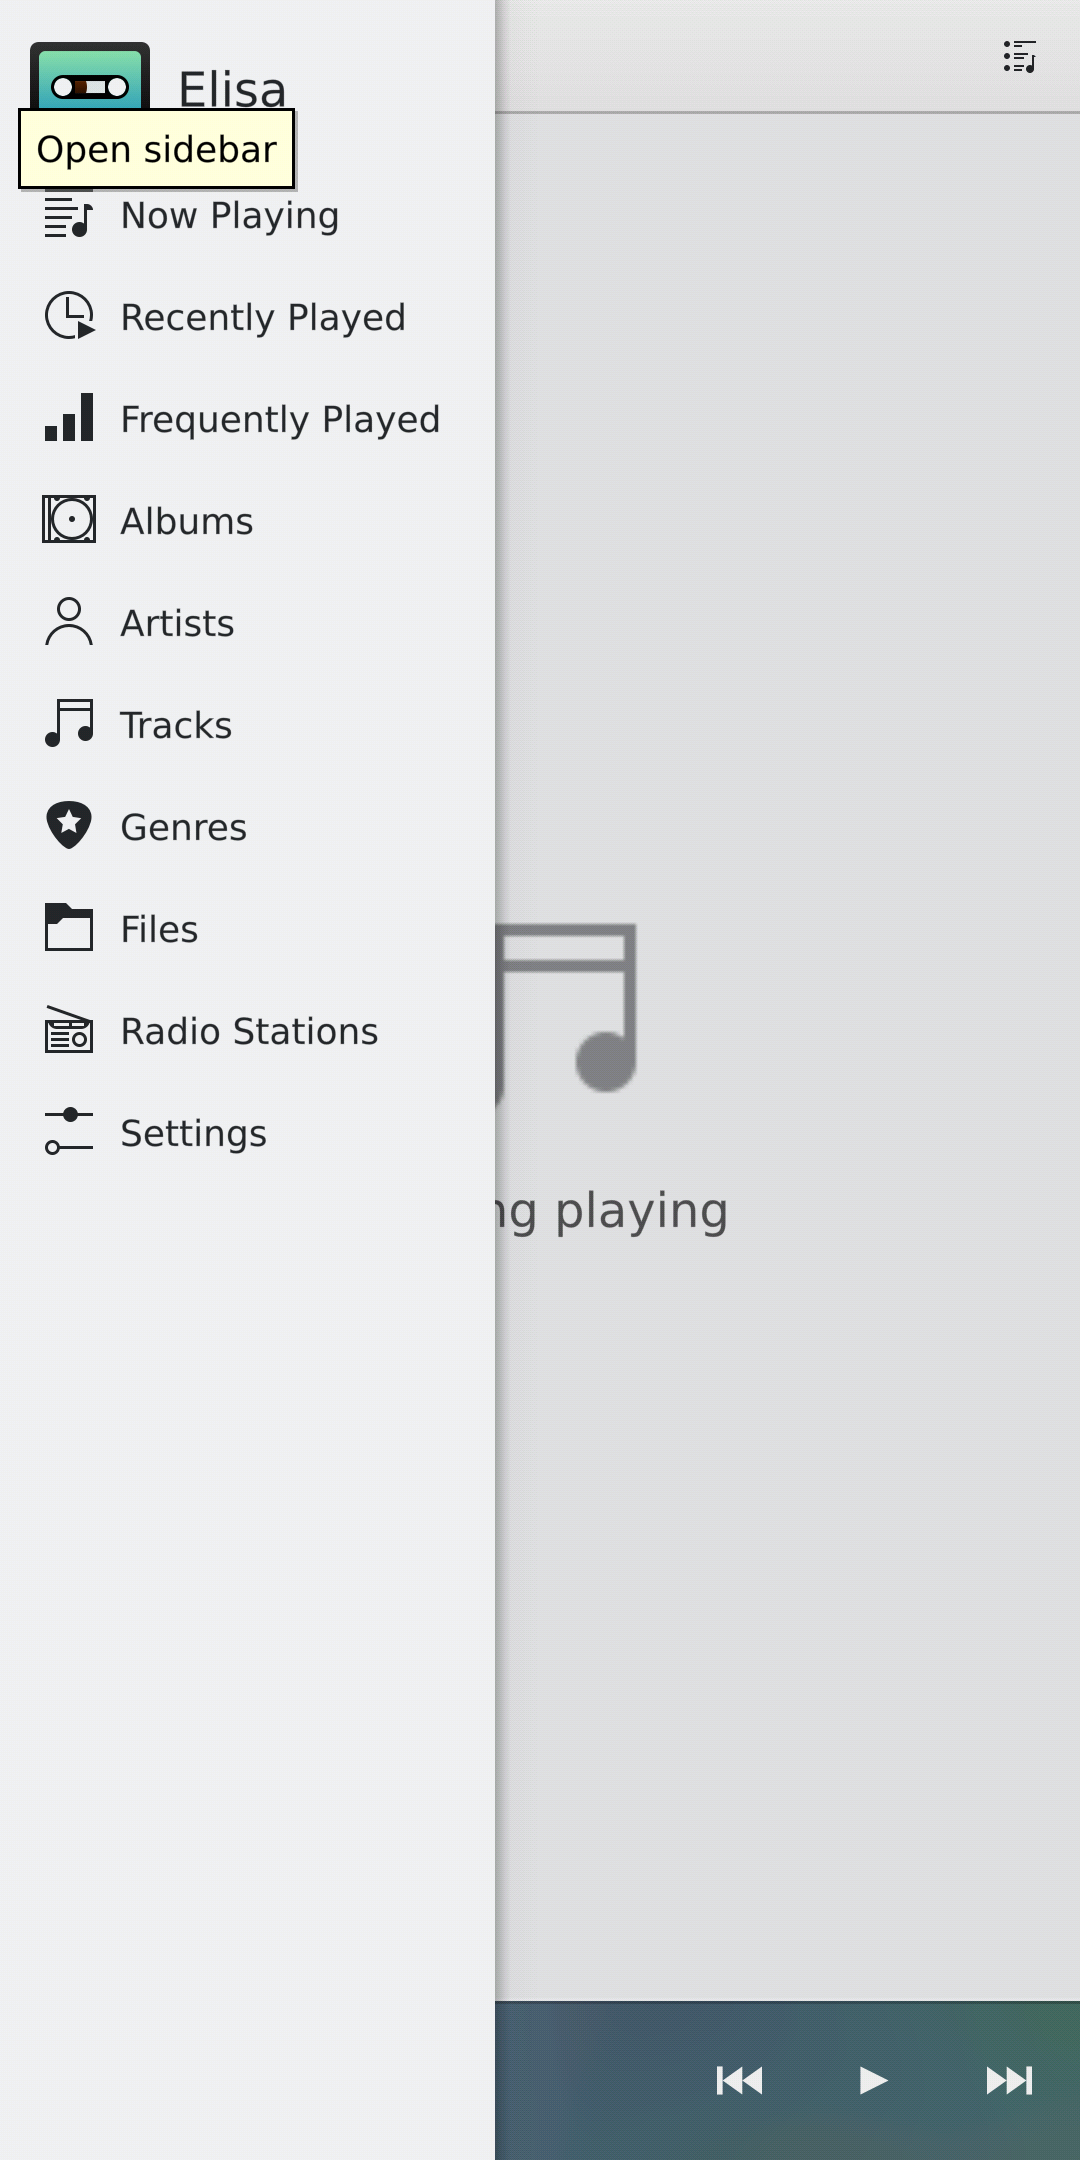 Elisa
Open sidebar
Now Playing
Recently Played
Frequently Played
Albums
Artists
Tracks
Genres
Files
Radio Stations
Settings
ng playing